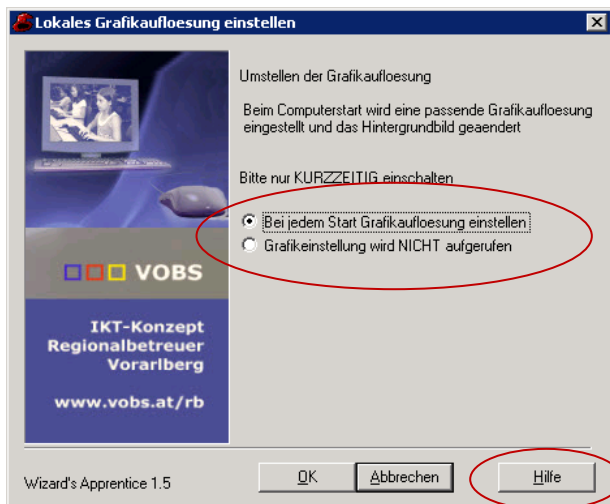 Lokales Grafikaufloesung einstellen
Umstellen der Grafikaufloesung
Beim Computerstart wird eine passende Grafikaufloesung
eingestellt und das Hintergrundbild geaendert
Bitte nur KURZZEITIG einschalten
Bei jedem Start Grafikaufloesung einstellen
Grafikeinstellung wird NICHT aufgerufen
VOBS
IKT-Konzept
Regionalbetreuer
Vorarlberg
www.vobs.at/rb
Wizard's Apprentice 1.5
OK
Abbrechen
Hilfe